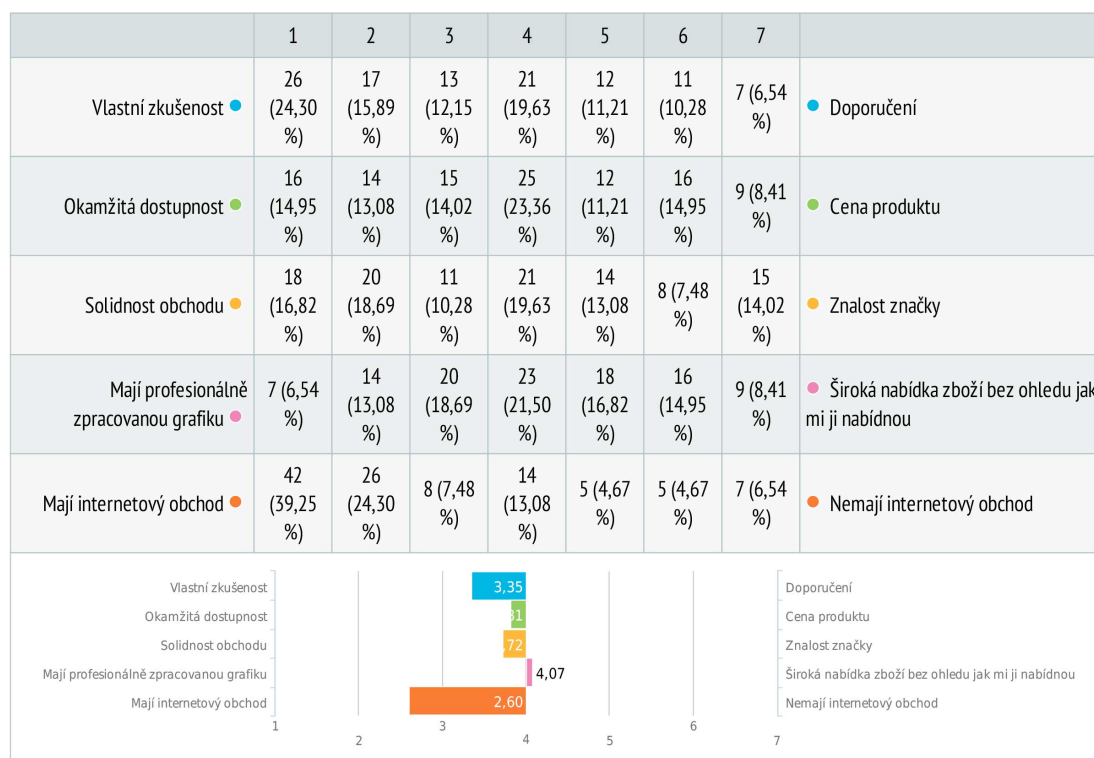 1 2 3 4 5 6 7
Vlastní zkušenost 26 (24,30 %) 17 (15,89 %) 13 (12,15 %) 21 (19,63 %) 12 (11,21 %) 11 (10,28 %) 7 (6,54 %) Doporučení
Okamžitá dostupnost 16 (14,95 %) 14 (13,08 %) 15 (14,02 %) 25 (23,36 %) 12 (11,21 %) 16 (14,95 %) 9 (8,41 %) Cena produktu
Solidnost obchodu 18 (16,82 %) 20 (18,69 %) 11 (10,28 %) 21 (19,63 %) 14 (13,08 %) 8 (7,48 %) 15 (14,02 %) Znalost značky
Mají profesionálně zpracovanou grafiku 7 (6,54 %) 14 (13,08 %) 20 (18,69 %) 23 (21,50 %) 18 (16,82 %) 16 (14,95 %) 9 (8,41 %) Široká nabídka zboží bez ohledu jak mi ji nabídnou
Mají internetový obchod 42 (39,25 %) 26 (24,30 %) 8 (7,48 %) 14 (13,08 %) 5 (4,67 %) 5 (4,67 %) 7 (6,54 %) Nemají internetový obchod
Vlastní zkušenost 3,35 Doporučení
Okamžitá dostupnost 81 Cena produktu
Solidnost obchodu ,72 Znalost značky
Mají profesionálně zpracovanou grafiku 4,07 Široká nabídka zboží bez ohledu jak mi ji nabídnou
Mají internetový obchod 2,60 Nemají internetový obchod
1 2 3 4 5 6 7